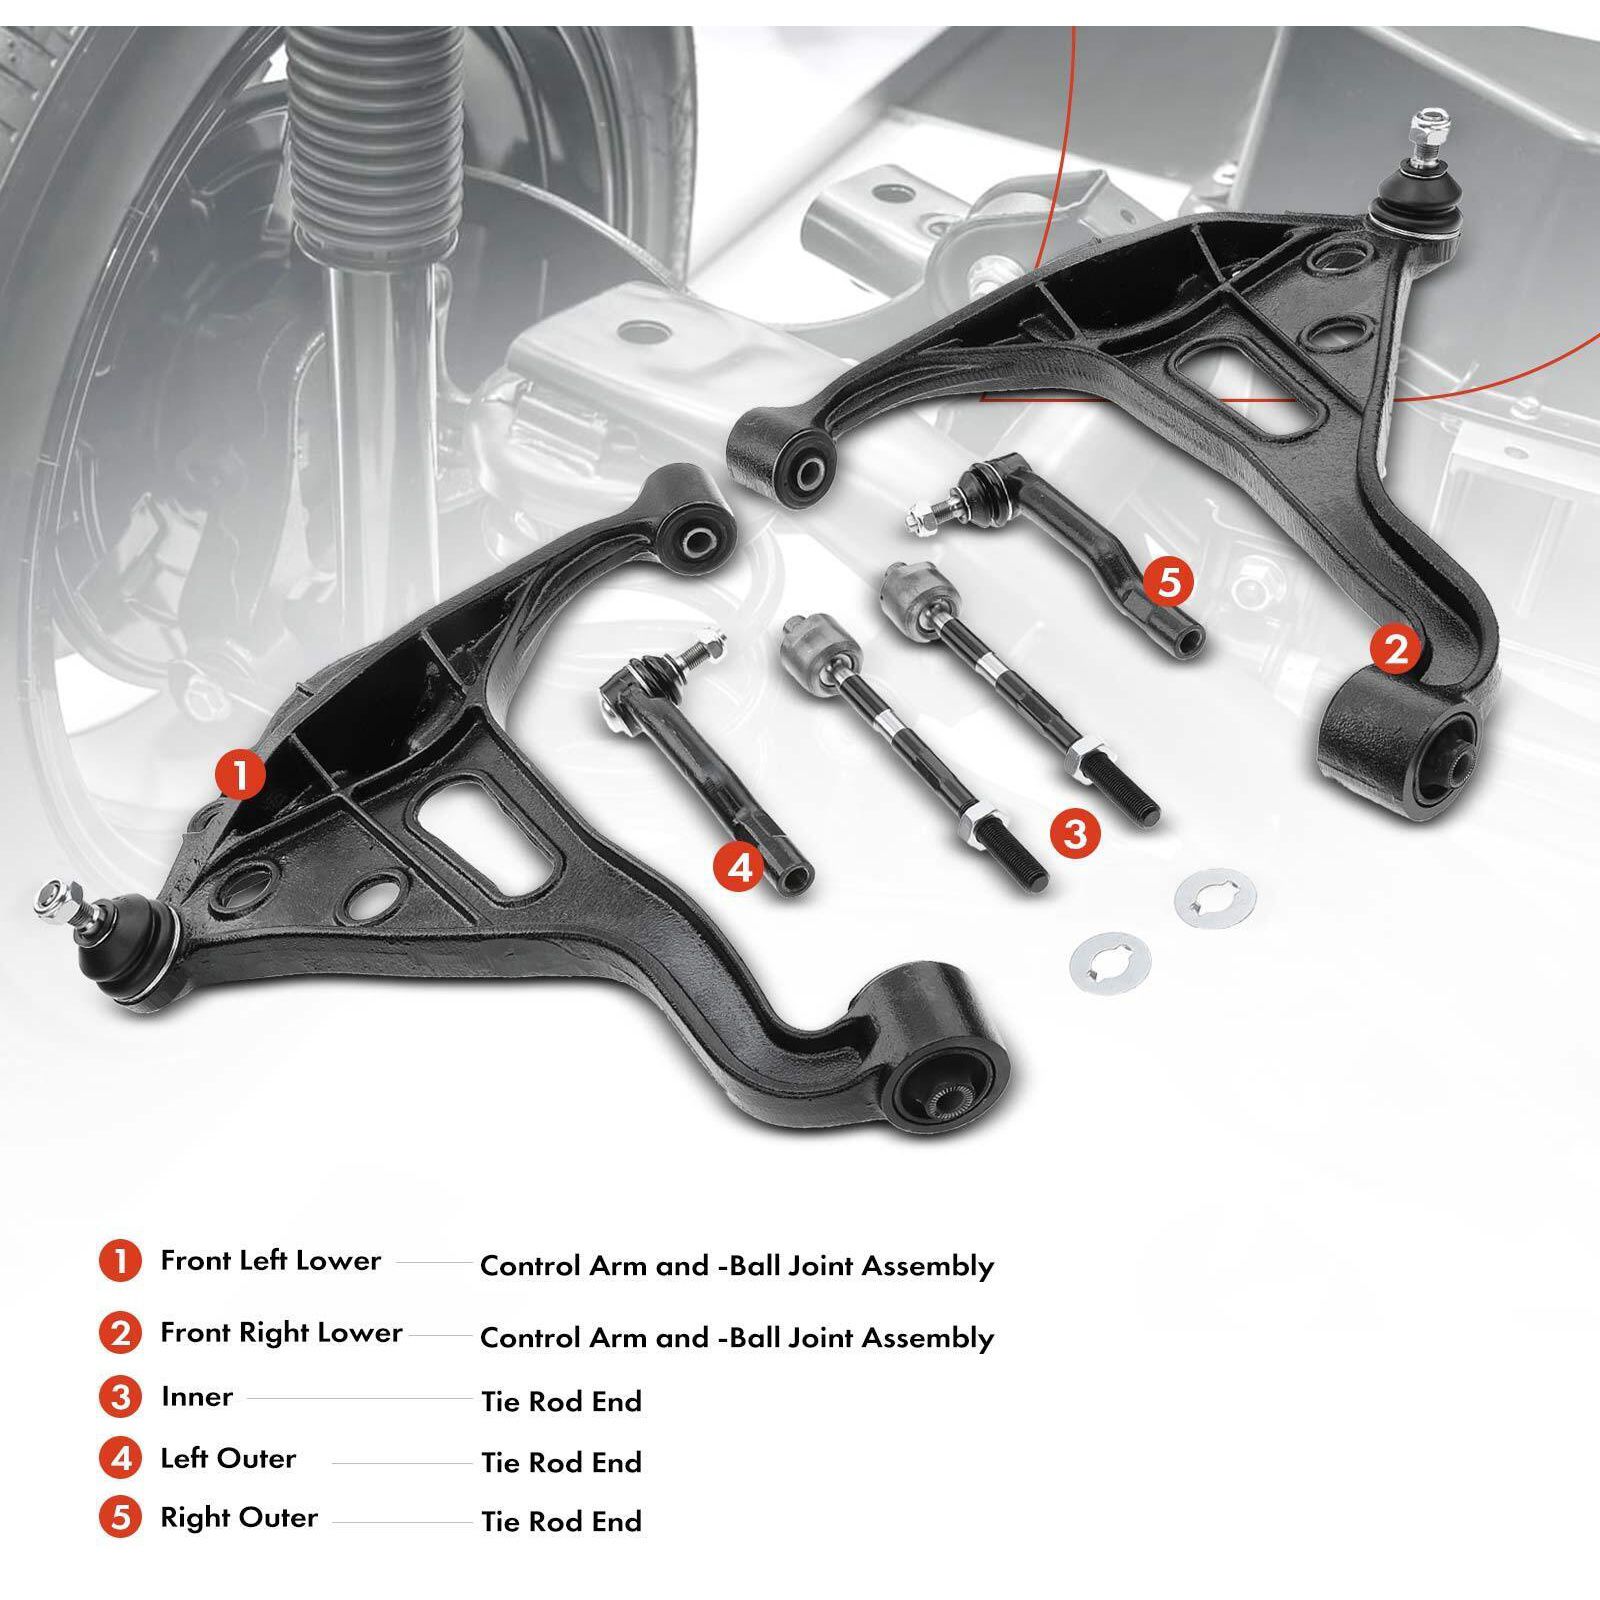 5
2
1
3
4
1 Front Left Lower Control Arm and -Ball Joint Assembly
2 Front Right Lower Control Arm and -Ball Joint Assembly
3 Inner Tie Rod End
4 Left Outer Tie Rod End
5 Right Outer Tie Rod End